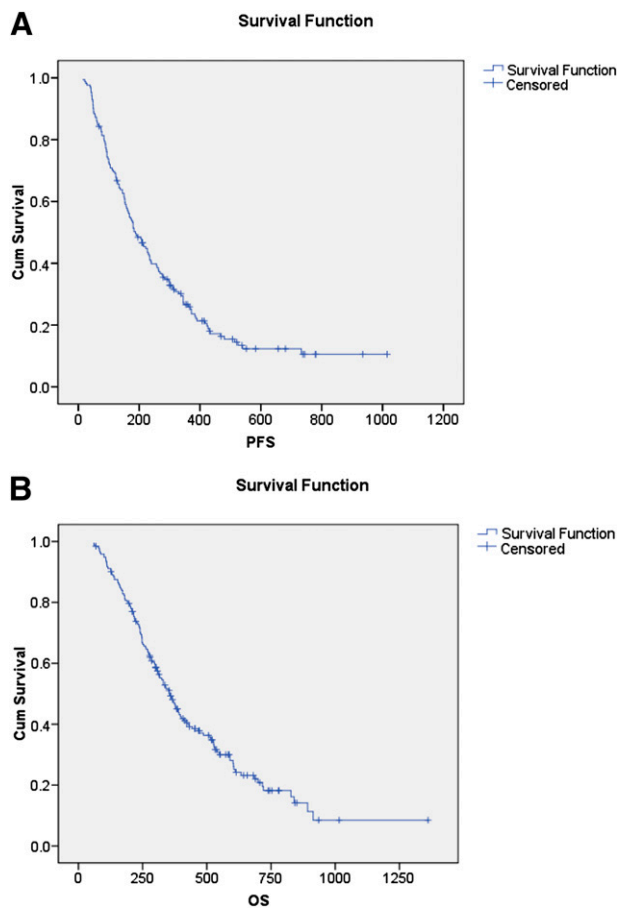 A
Survival Function
1.0
0.8
0.6
0.4
0.2
0.0
Cum Survival
0 200 400 600 800 1000 1200
PFS
Survival Function
Censored
B
Survival Function
1.0
0.8
0.6
0.4
0.2
0.0
Cum Survival
0 250 500 750 1000 1250
OS
Survival Function
Censored